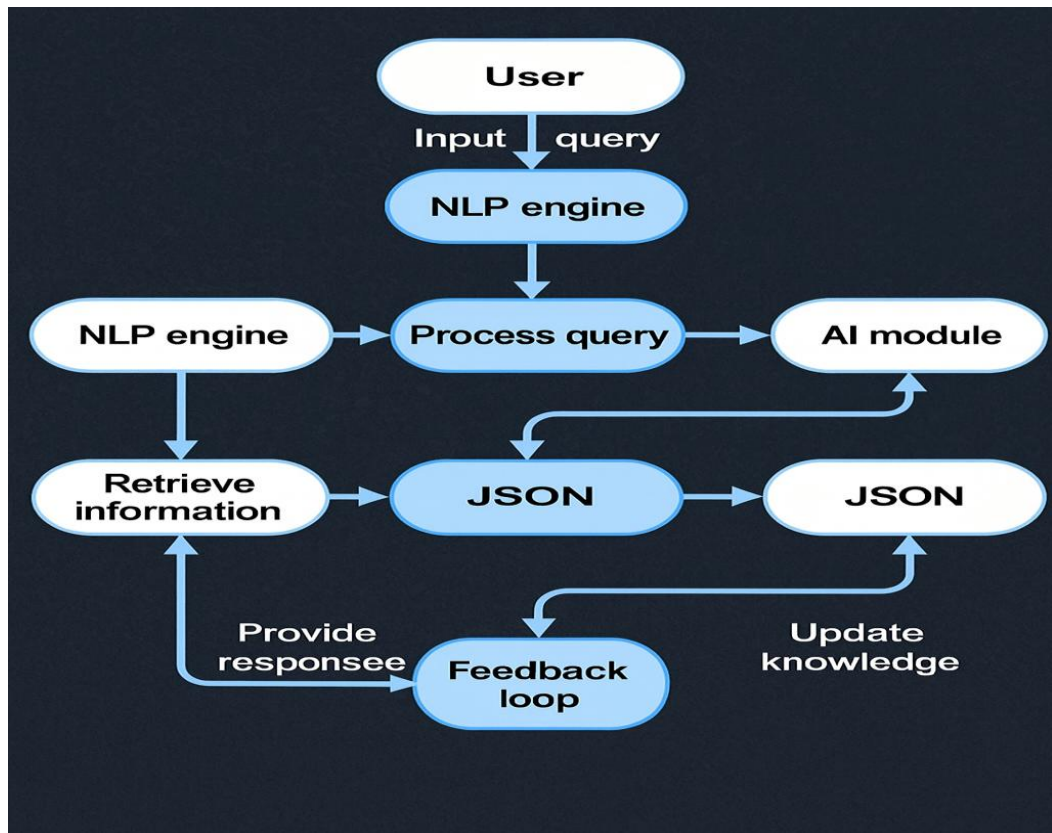 User
Input query
NLP engine
NLP engine
Process query
AI module
Retrieve
information
JSON
JSON
Provide
responsee
Update
knowledge
Feedback
loop